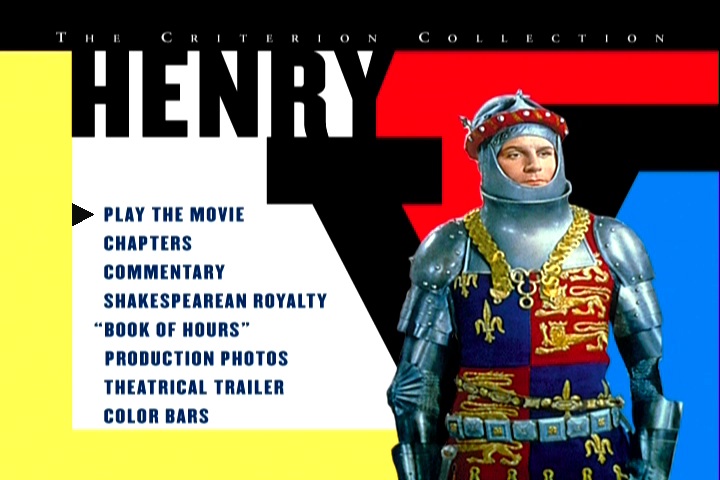 THE CRITERION COLLECTION
HENRY
V
PLAY THE MOVIE
CHAPTERS
COMMENTARY
SHAKESPEAREAN ROYALTY
“BOOK OF HOURS”
PRODUCTION PHOTOS
THEATRICAL TRAILER
COLOR BARS